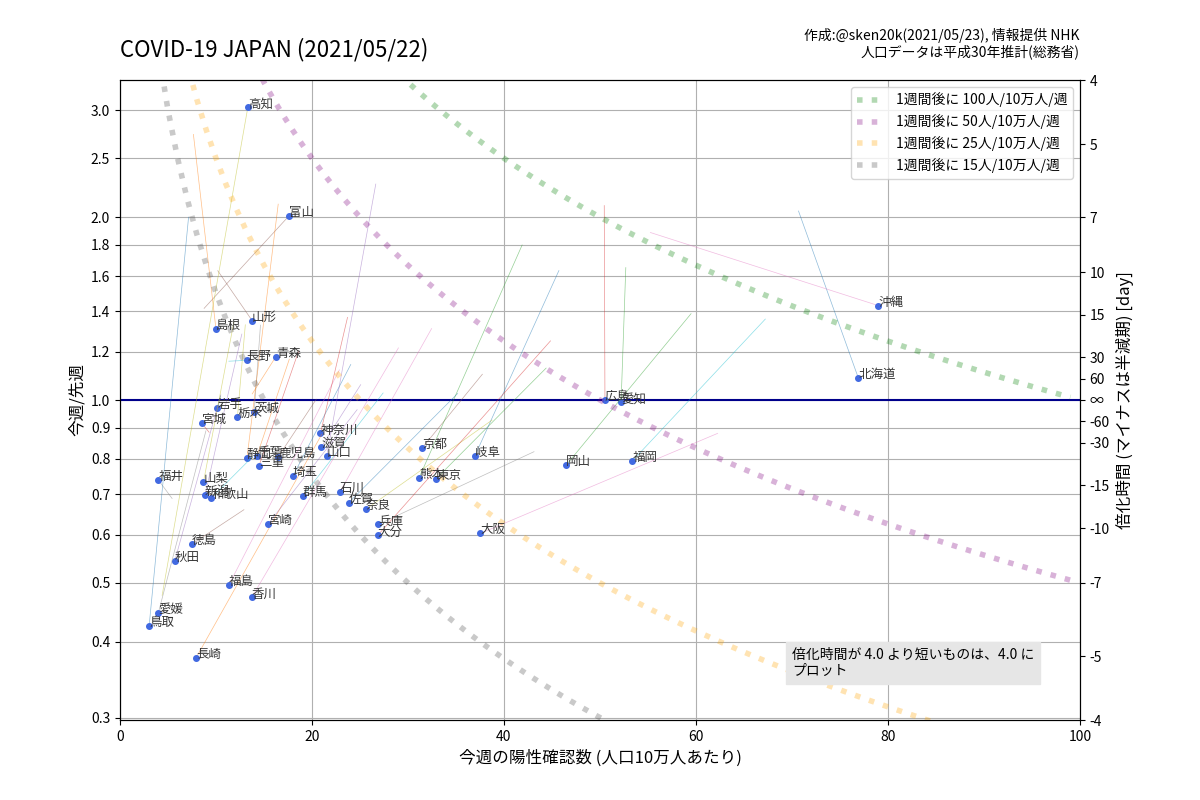 COVID-19 JAPAN (2021/05/22)
作成:@sken20k(2021/05/23), 情報提供 NHK
人口データは平成30年推計(総務省)
1週間後に 100人/10万人/週
1週間後に 50人/10万人/週
1週間後に 25人/10万人/週
1週間後に 15人/10万人/週
今週/先週
3.0
2.5
2.0
1.8
1.6
1.4
1.2
1.0
0.9
0.8
0.7
0.6
0.5
0.4
0.3
高知
富山
沖縄
山形
島根
長野
青森
北海道
広島
愛知
岩手
茨城
栃木
宮城
神奈川
滋賀
山口
京都
岐阜
静岡
千葉
鹿児島
三重
岡山
福岡
福井
山梨
埼玉
熊本
東京
新潟
和歌山
群馬
石川
佐賀
奈良
宮崎
兵庫
大分
大阪
徳島
秋田
福島
香川
愛媛
鳥取
長崎
倍化時間が 4.0 より短いものは、4.0 に
プロット
4
5
7
10
15
30
60
∞
-60
-30
-15
-10
-7
-5
-4
倍化時間 (マイナスは半減期) [day]
0
20
40
60
80
100
今週の陽性確認数 (人口10万人あたり)